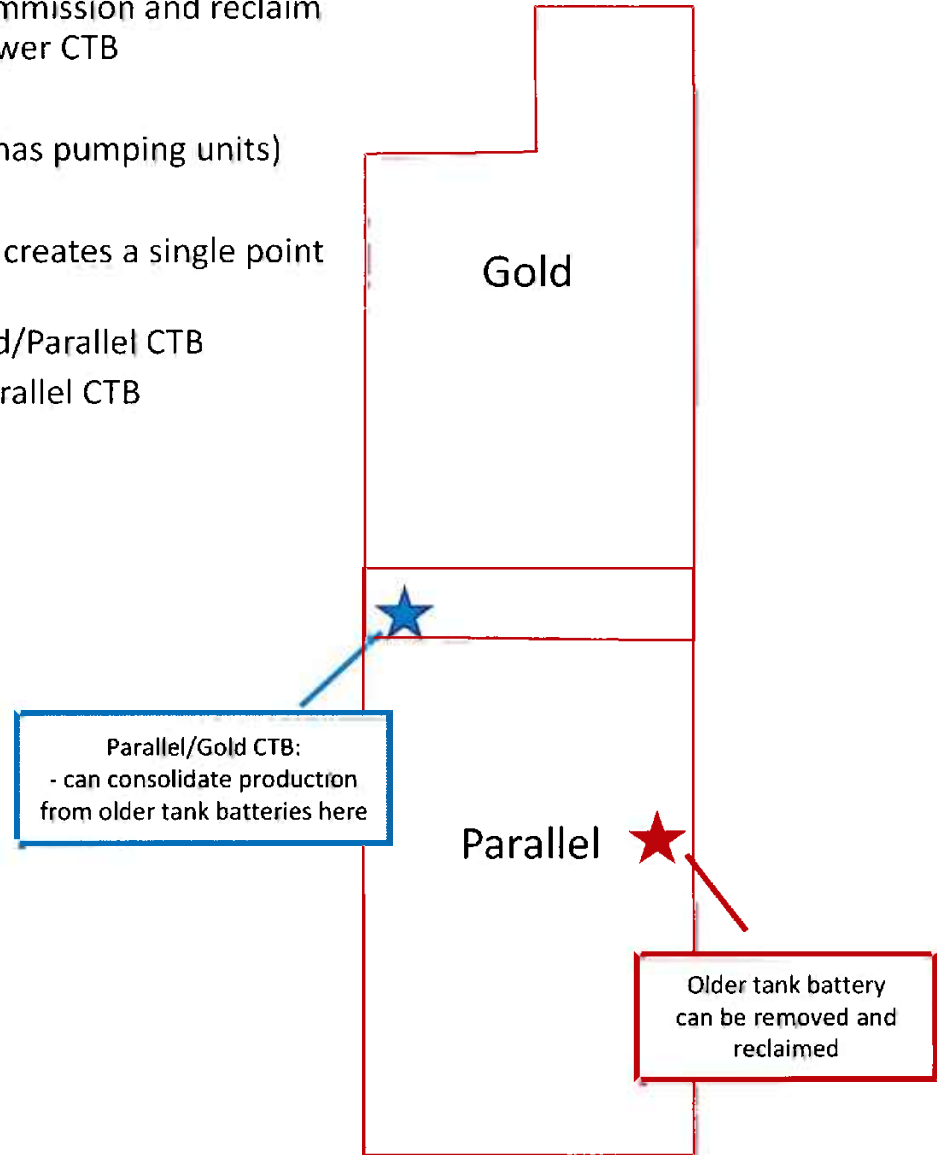 mmission and reclaim
wer CTB
has pumping units)
creates a single point
d/Parallel CTB
rallel CTB
Gold
Parallel/Gold CTB:
- can consolidate production
from older tank batteries here
Parallel
Older tank battery
can be removed and
reclaimed